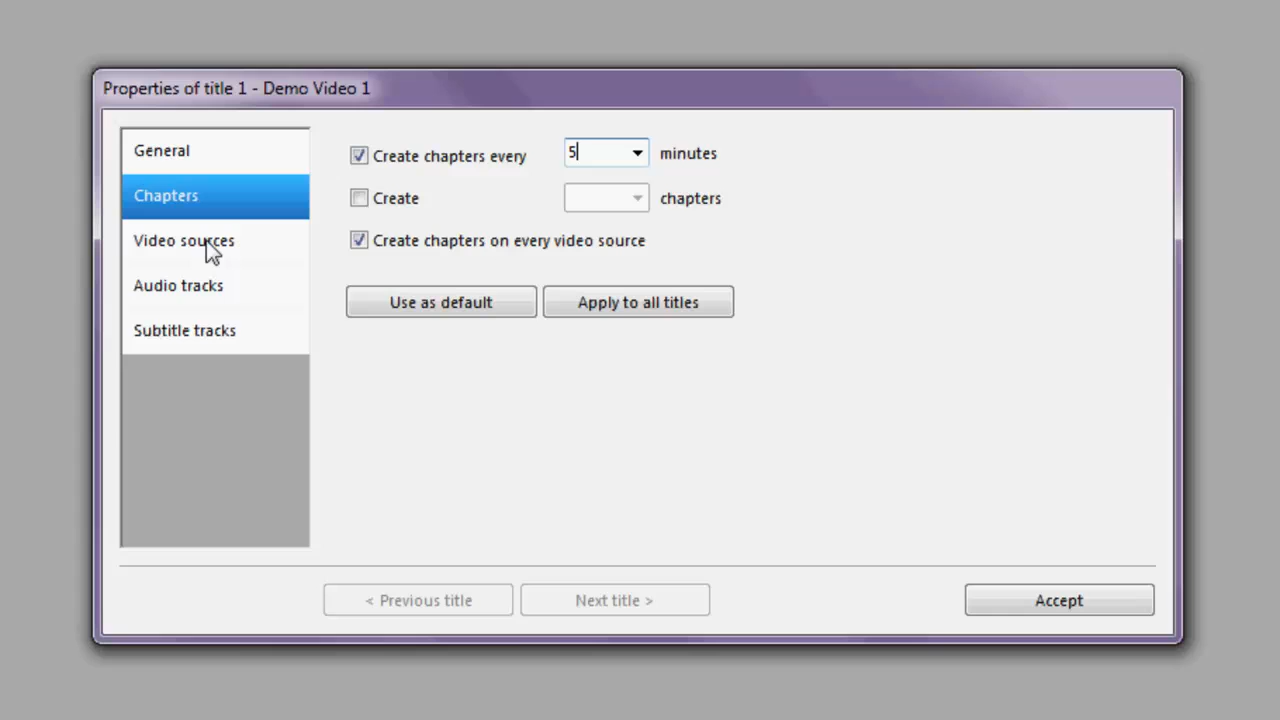 Properties of title 1 - Demo Video 1
General
Chapters
Video sources
Audio tracks
Subtitle tracks
Create chapters every 5 minutes
Create chapters
Create chapters on every video source
Use as default
Apply to all titles
< Previous title
Next title >
Accept